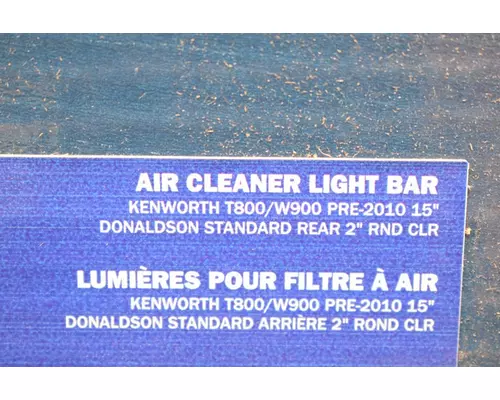 AIR CLEANER LIGHT BAR
KENWORTH T800/W900 PRE-2010 15"
DONALDSON STANDARD REAR 2" RND CLR
LUMIÈRES POUR FILTRE À AIR
KENWORTH T800/W900 PRE-2010 15"
DONALDSON STANDARD ARRIÈRE 2" ROND CLR